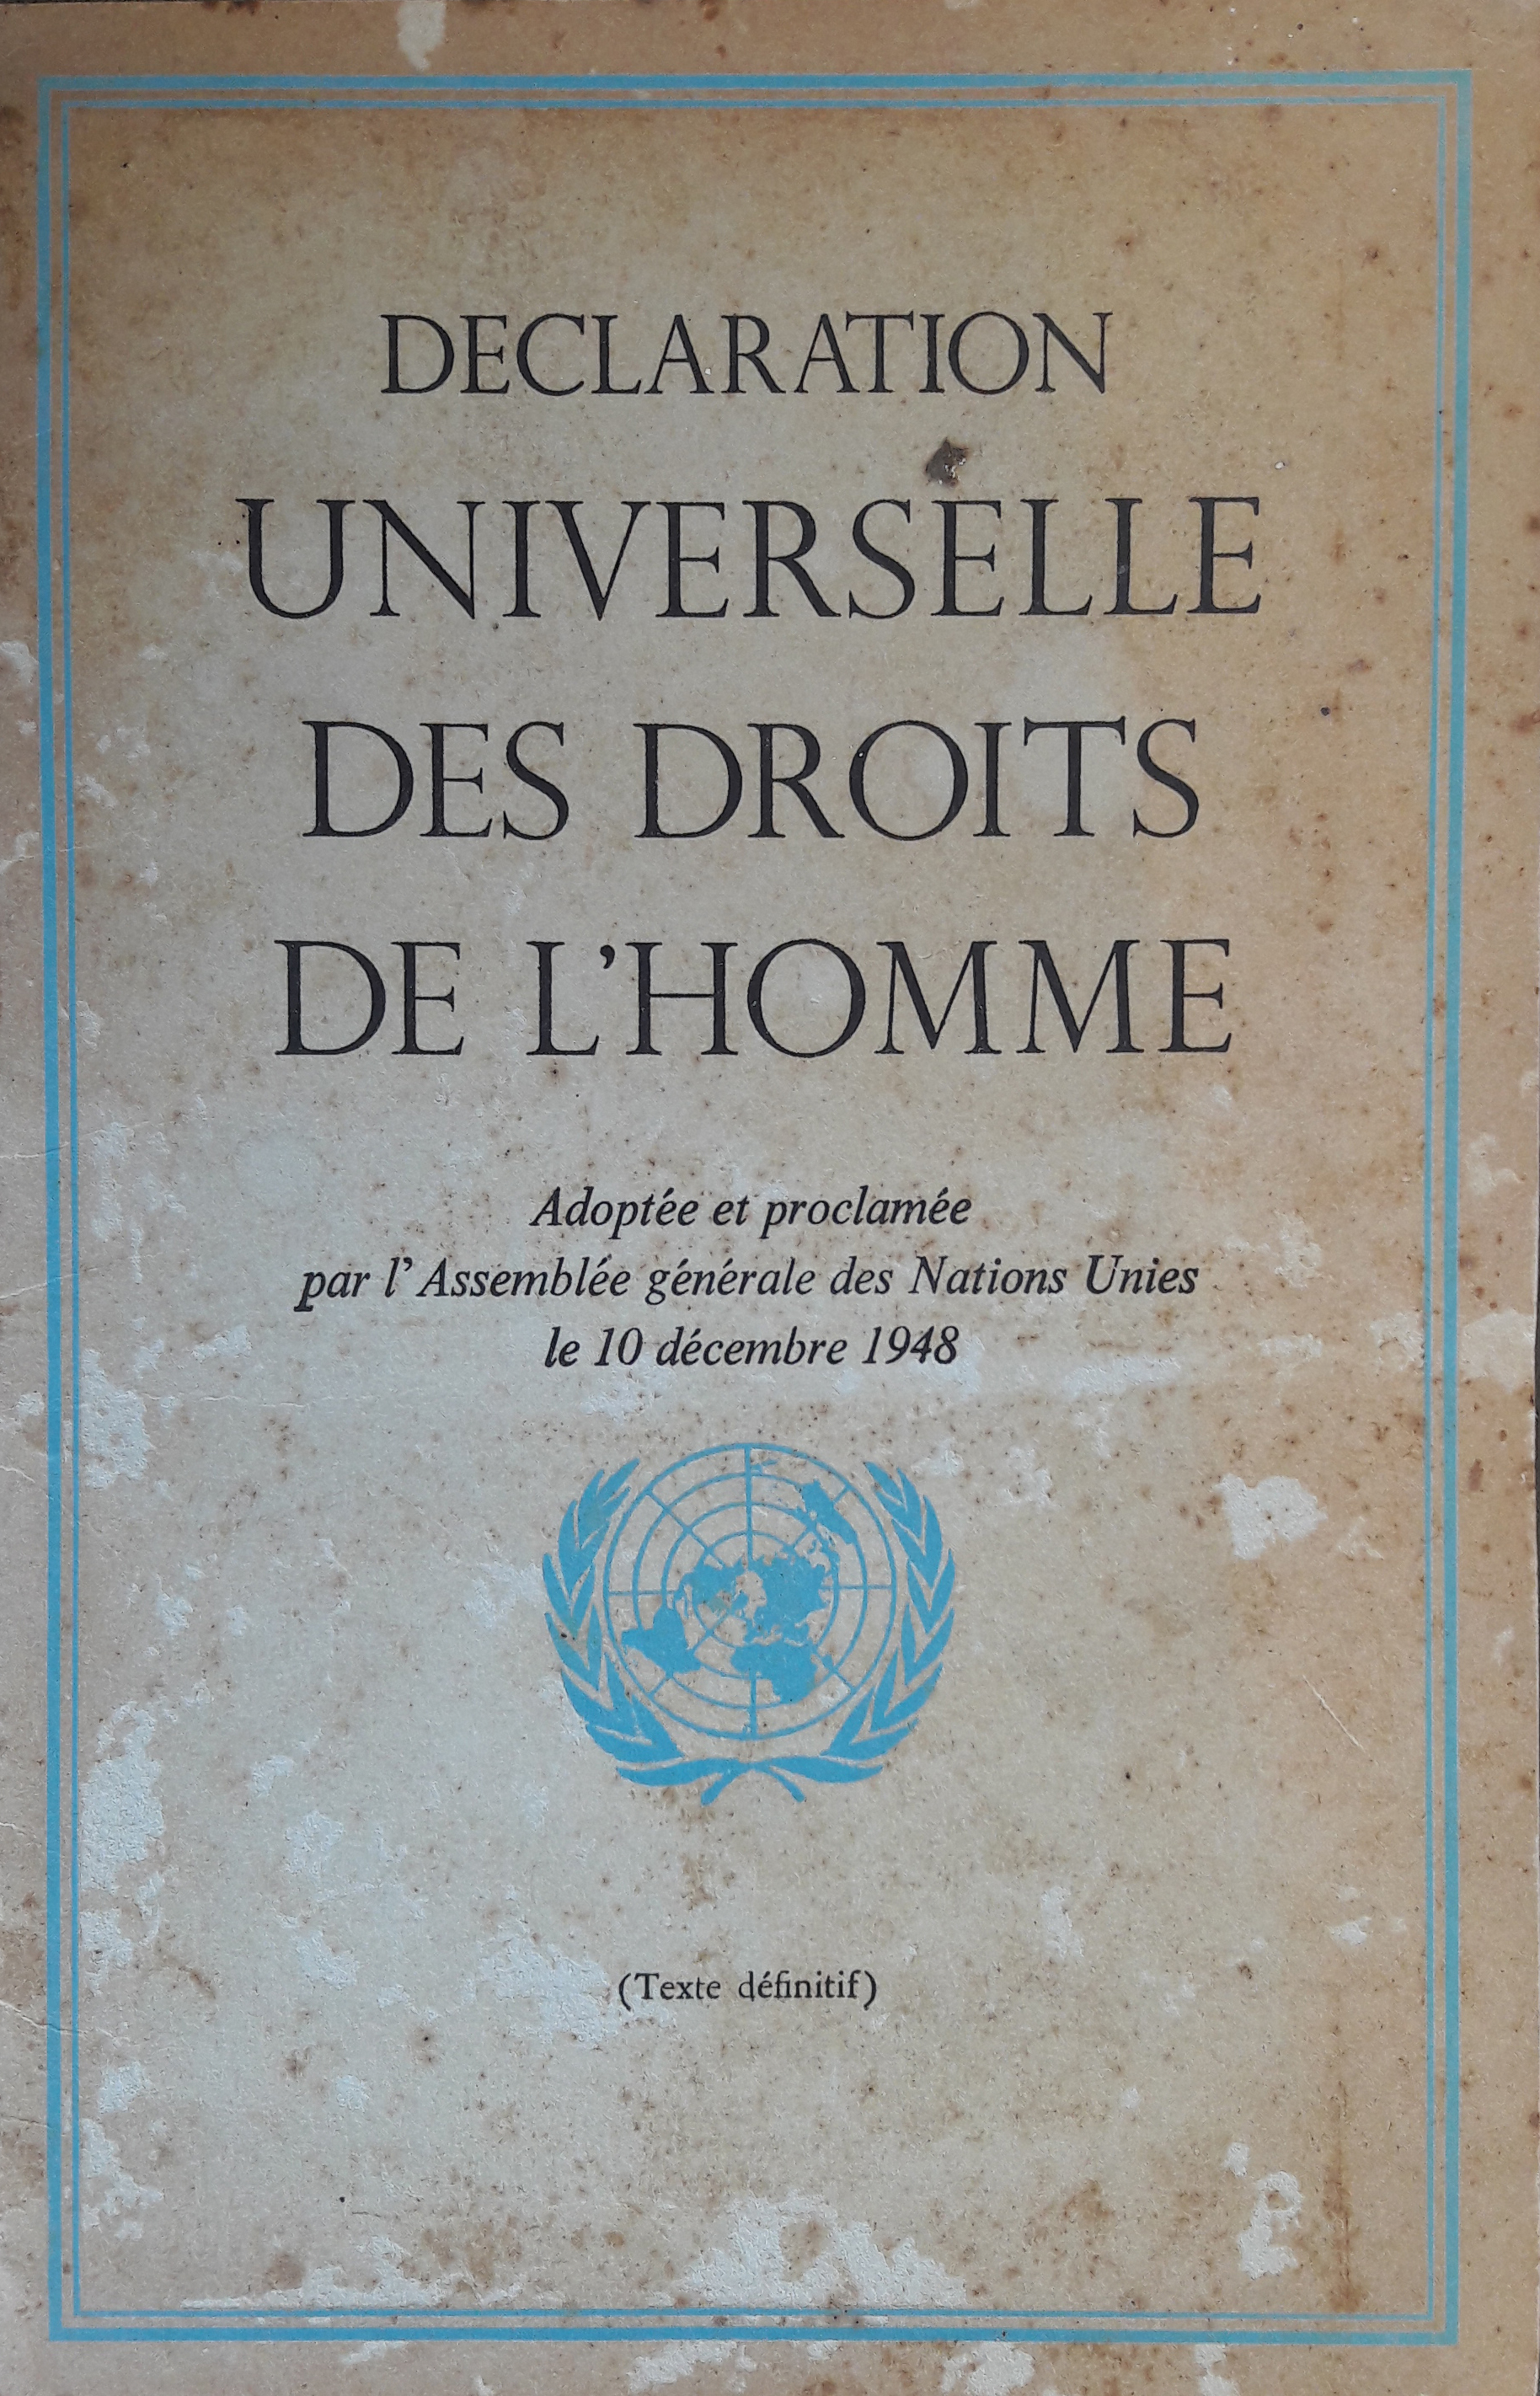 DECLARATION
UNIVERSELLE
DES DROITS
DE L'HOMME
Adoptée et proclamée
par l'Assemblée générale des Nations Unies
le 10 décembre 1948
(Texte définitif)